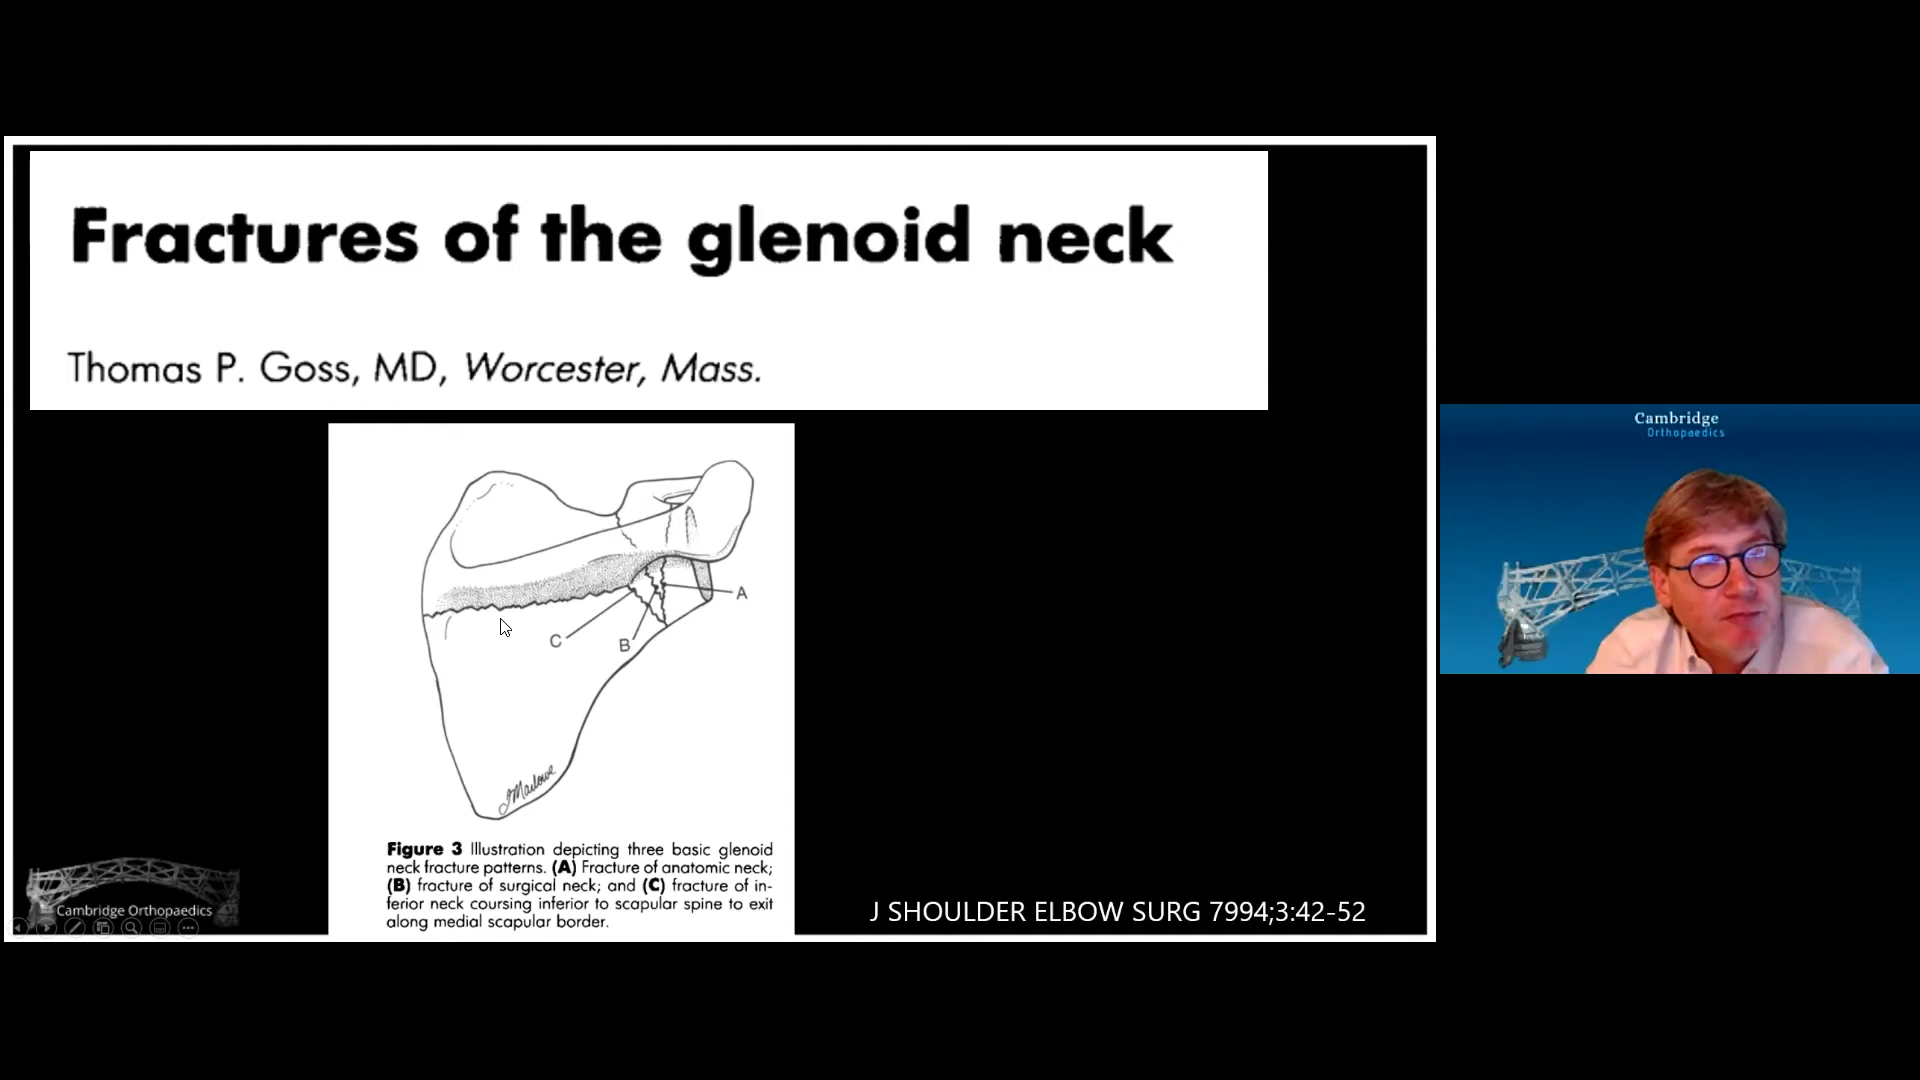 Fractures of the glenoid neck
Thomas P. Goss, MD, Worcester, Mass.
A
C
B
JMarlowe
Figure 3 Illustration depicting three basic glenoid
neck fracture patterns. (A) Fracture of anatomic neck;
(B) fracture of surgical neck; and (C) fracture of in-
ferior neck coursing inferior to scapular spine to exit
along medial scapular border.
J SHOULDER ELBOW SURG 7994;3:42-52
Cambridge Orthopaedics
Cambridge
Orthopaedics